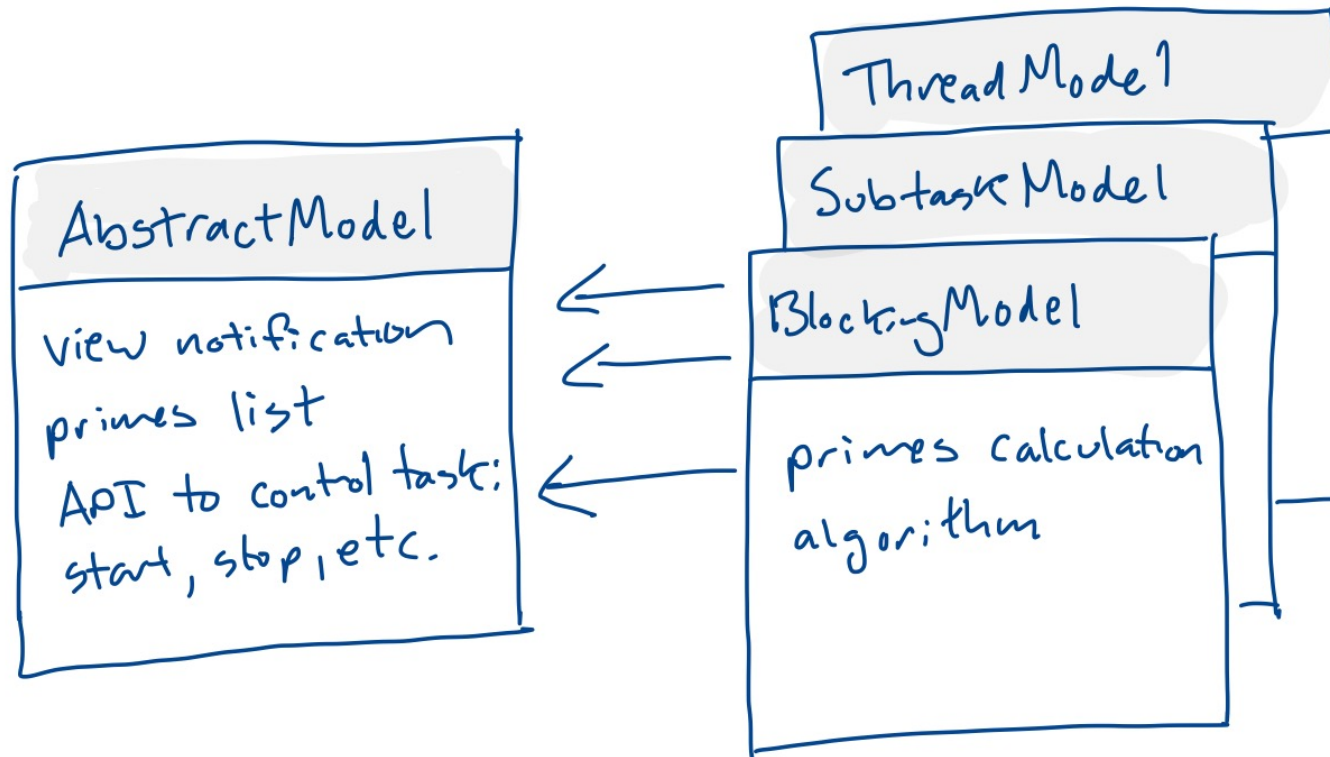 AbstractModel
view notification
primes list
API to control task:
start, stop, etc.
ThreadModel
SubtaskModel
BlockingModel
primes calculation
algorithm